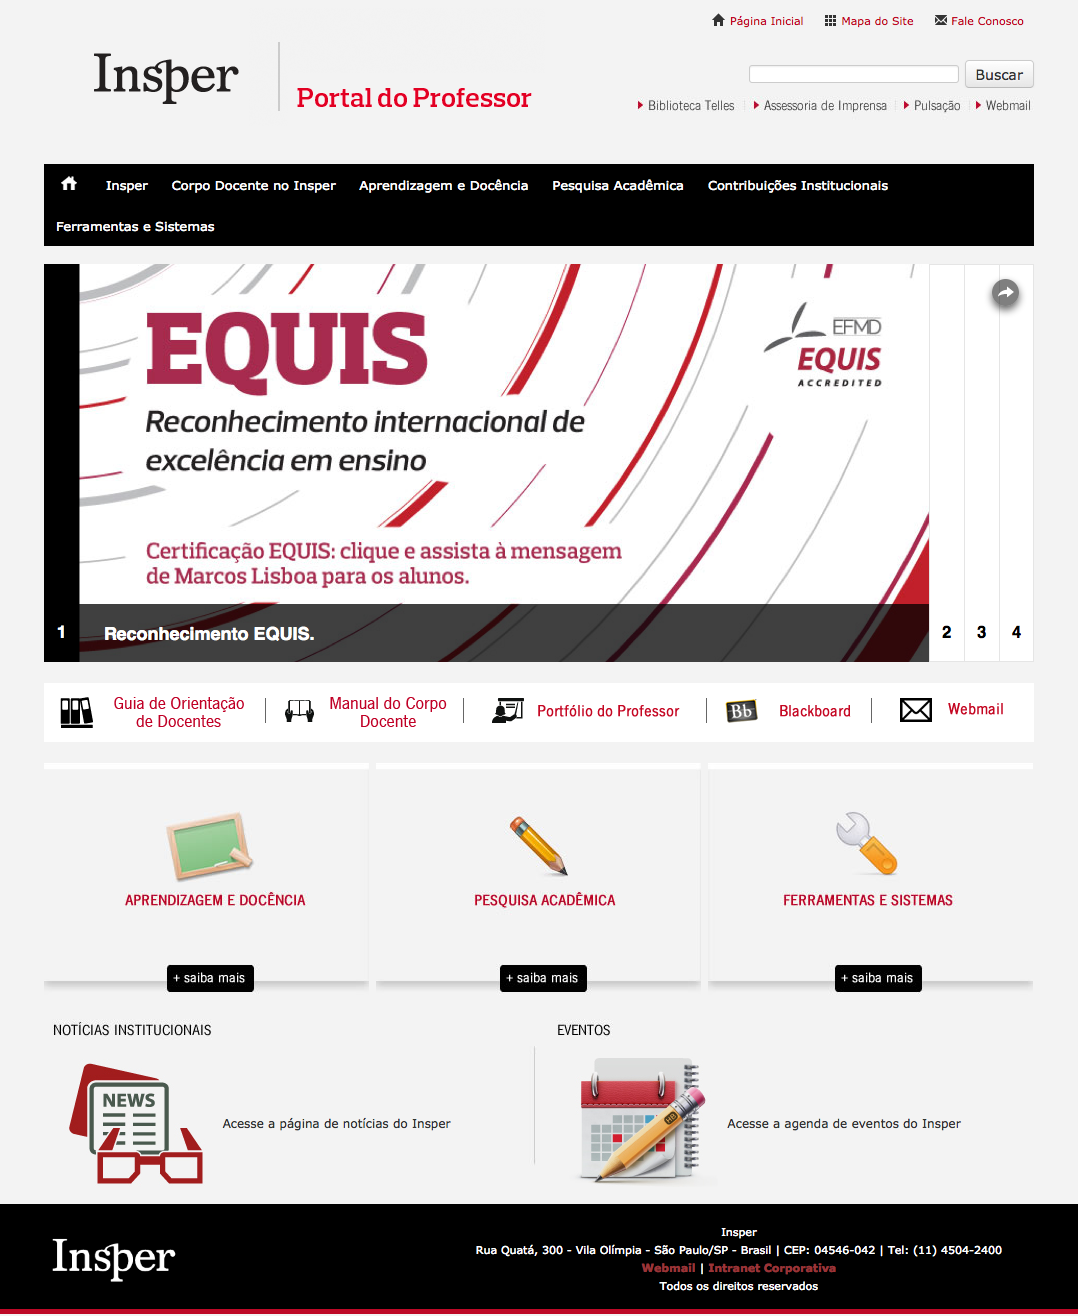 Página Inicial Mapa do Site Fale Conosco
Insper
Portal do Professor
Buscar
Biblioteca Telles Assessoria de Imprensa Pulsação Webmail
Insper Corpo Docente no Insper Aprendizagem e Docência Pesquisa Acadêmica Contribuições Institucionais
Ferramentas e Sistemas
EQUIS
Reconhecimento internacional de
excelência em ensino
EFMD
EQUIS
ACCREDITED
Certificação EQUIS: clique e assista à mensagem
de Marcos Lisboa para os alunos.
1 Reconhecimento EQUIS. 2 3 4
Guia de Orientação
de Docentes
Manual do Corpo
Docente
Portfólio do Professor
Bb Blackboard
Webmail
APRENDIZAGEM E DOCÊNCIA
PESQUISA ACADÊMICA
FERRAMENTAS E SISTEMAS
+ saiba mais + saiba mais + saiba mais
NOTÍCIAS INSTITUCIONAIS
NEWS
Acesse a página de notícias do Insper
EVENTOS
HB
Acesse a agenda de eventos do Insper
Insper
Insper
Rua Quatá, 300 - Vila Olímpia - São Paulo/SP - Brasil | CEP: 04546-042 | Tel: (11) 4504-2400
Webmail | Intranet Corporativa
Todos os direitos reservados